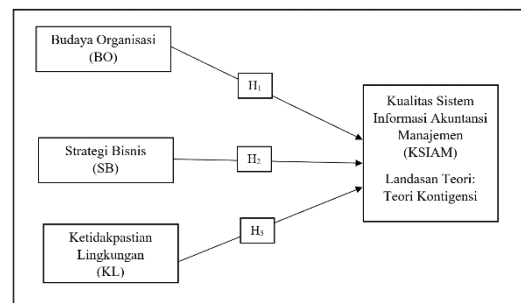 Budaya Organisasi
(BO)
H₁
Kualitas Sistem
Informasi Akuntansi
Manajemen
(KSIAM)
Landasan Teori:
Teori Kontigensi
Strategi Bisnis
(SB)
H₂
Ketidakpastian
Lingkungan
(KL)
H₃